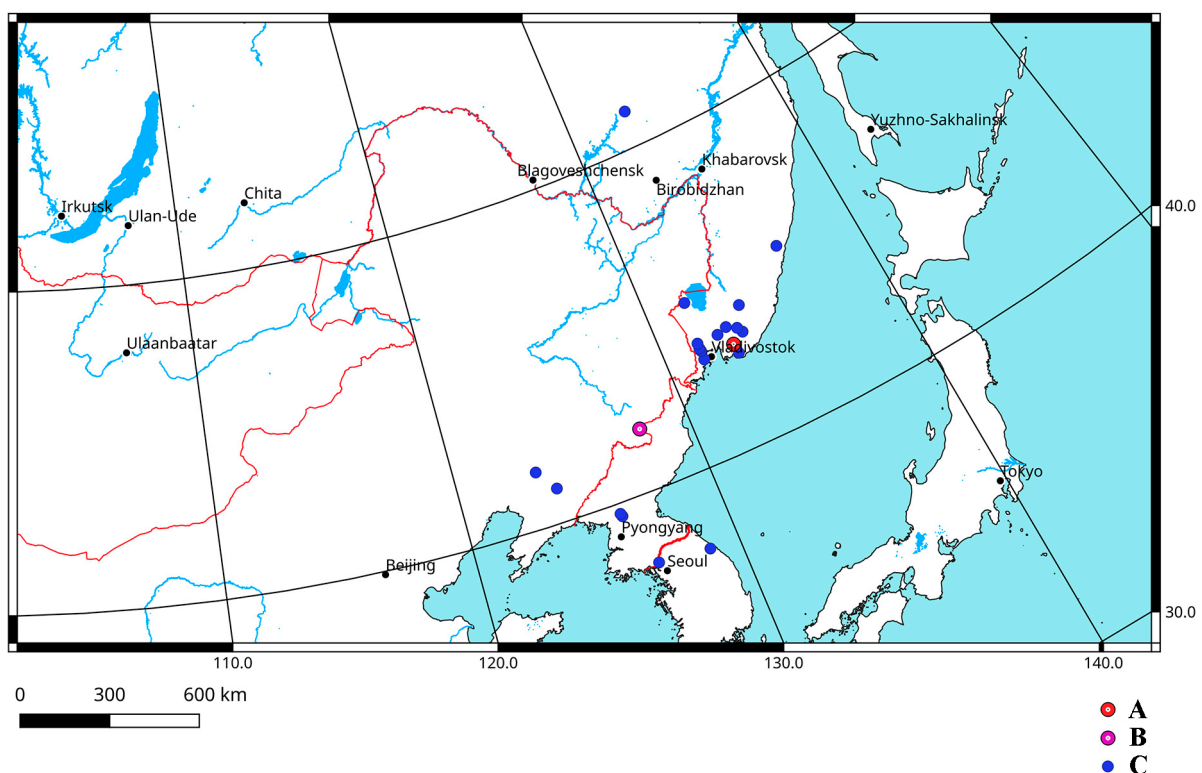 Yuzhno-Sakhalinsk
Khabarovsk
Blagoveshchensk
Birobidzhan
Chita
Irkutsk
Ulan-Ude
40.0
Ulaanbaatar
Vladivostok
Tokyo
Pyongyang
Seoul
Beijing
30.0
110.0 120.0 130.0 140.0
0 300 600 km
A
B
C